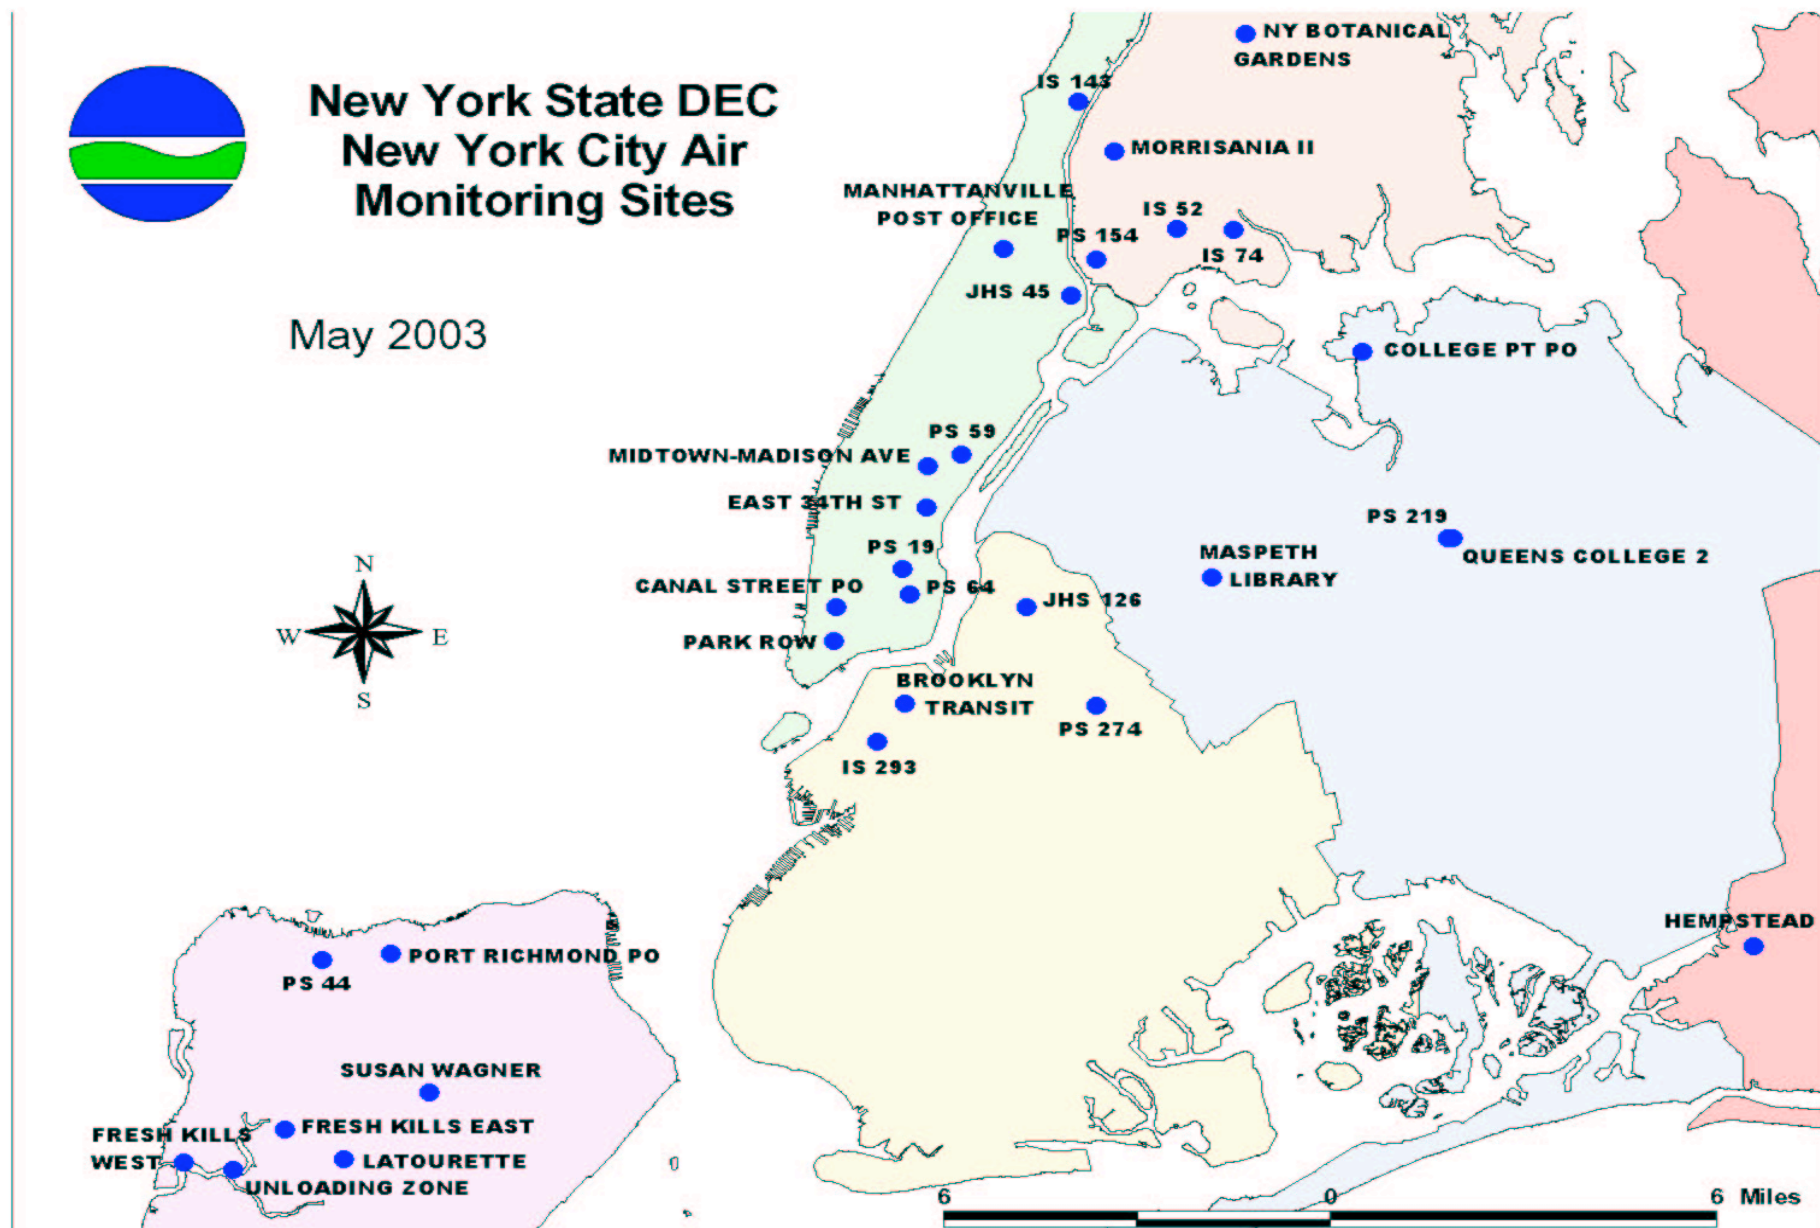 New York State DEC
New York City Air
Monitoring Sites
May 2003
NY BOTANICAL
GARDENS
IS 143
MORRISANIA II
MANHATTANVILLE
POST OFFICE
IS 52
PS 154
IS 74
JHS 45
COLLEGE PT PO
PS 59
MIDTOWN-MADISON AVE
EAST 34TH ST
PS 219
QUEENS COLLEGE 2
PS 19
MASPETH
LIBRARY
CANAL STREET PO
PS 64
JHS 126
PARK ROW
N
W
E
S
BROOKLYN
TRANSIT
PS 274
IS 293
HEMPSTEAD
PORT RICHMOND PO
PS 44
SUSAN WAGNER
FRESH KILLS EAST
FRESH KILLS
WEST
LATOURETTE
UNLOADING ZONE
6 0 6 Miles